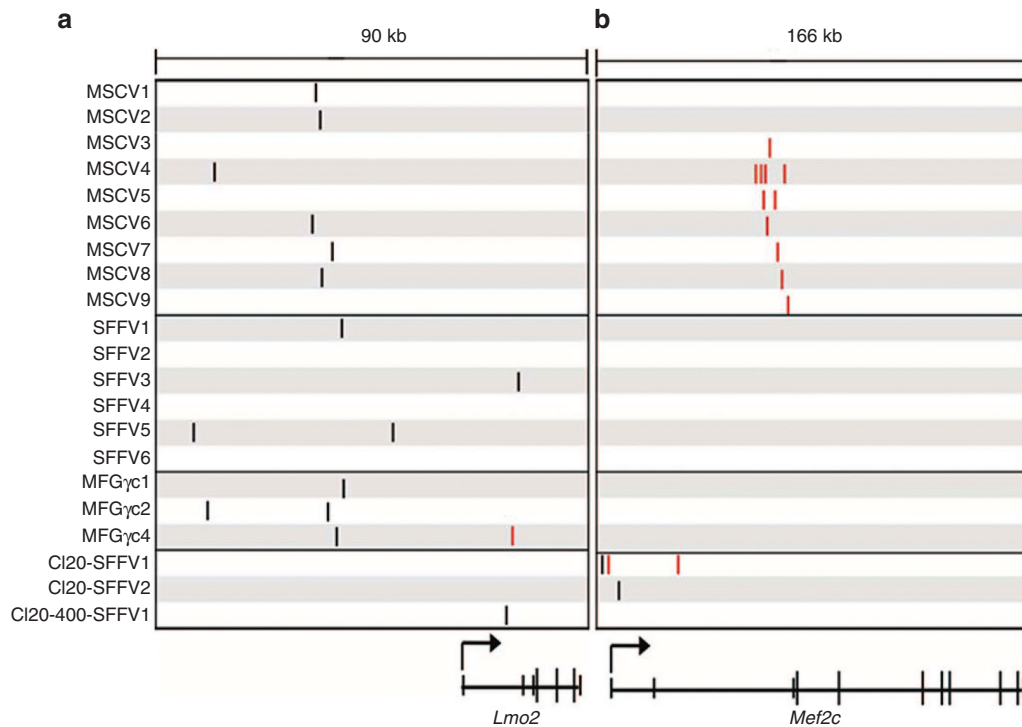 a
b
90 kb
166 kb
MSCV1
MSCV2
MSCV3
MSCV4
MSCV5
MSCV6
MSCV7
MSCV8
MSCV9
SFFV1
SFFV2
SFFV3
SFFV4
SFFV5
SFFV6
MFGγc1
MFGγc2
MFGγc4
Cl20-SFFV1
Cl20-SFFV2
Cl20-400-SFFV1
Lmo2
Mef2c